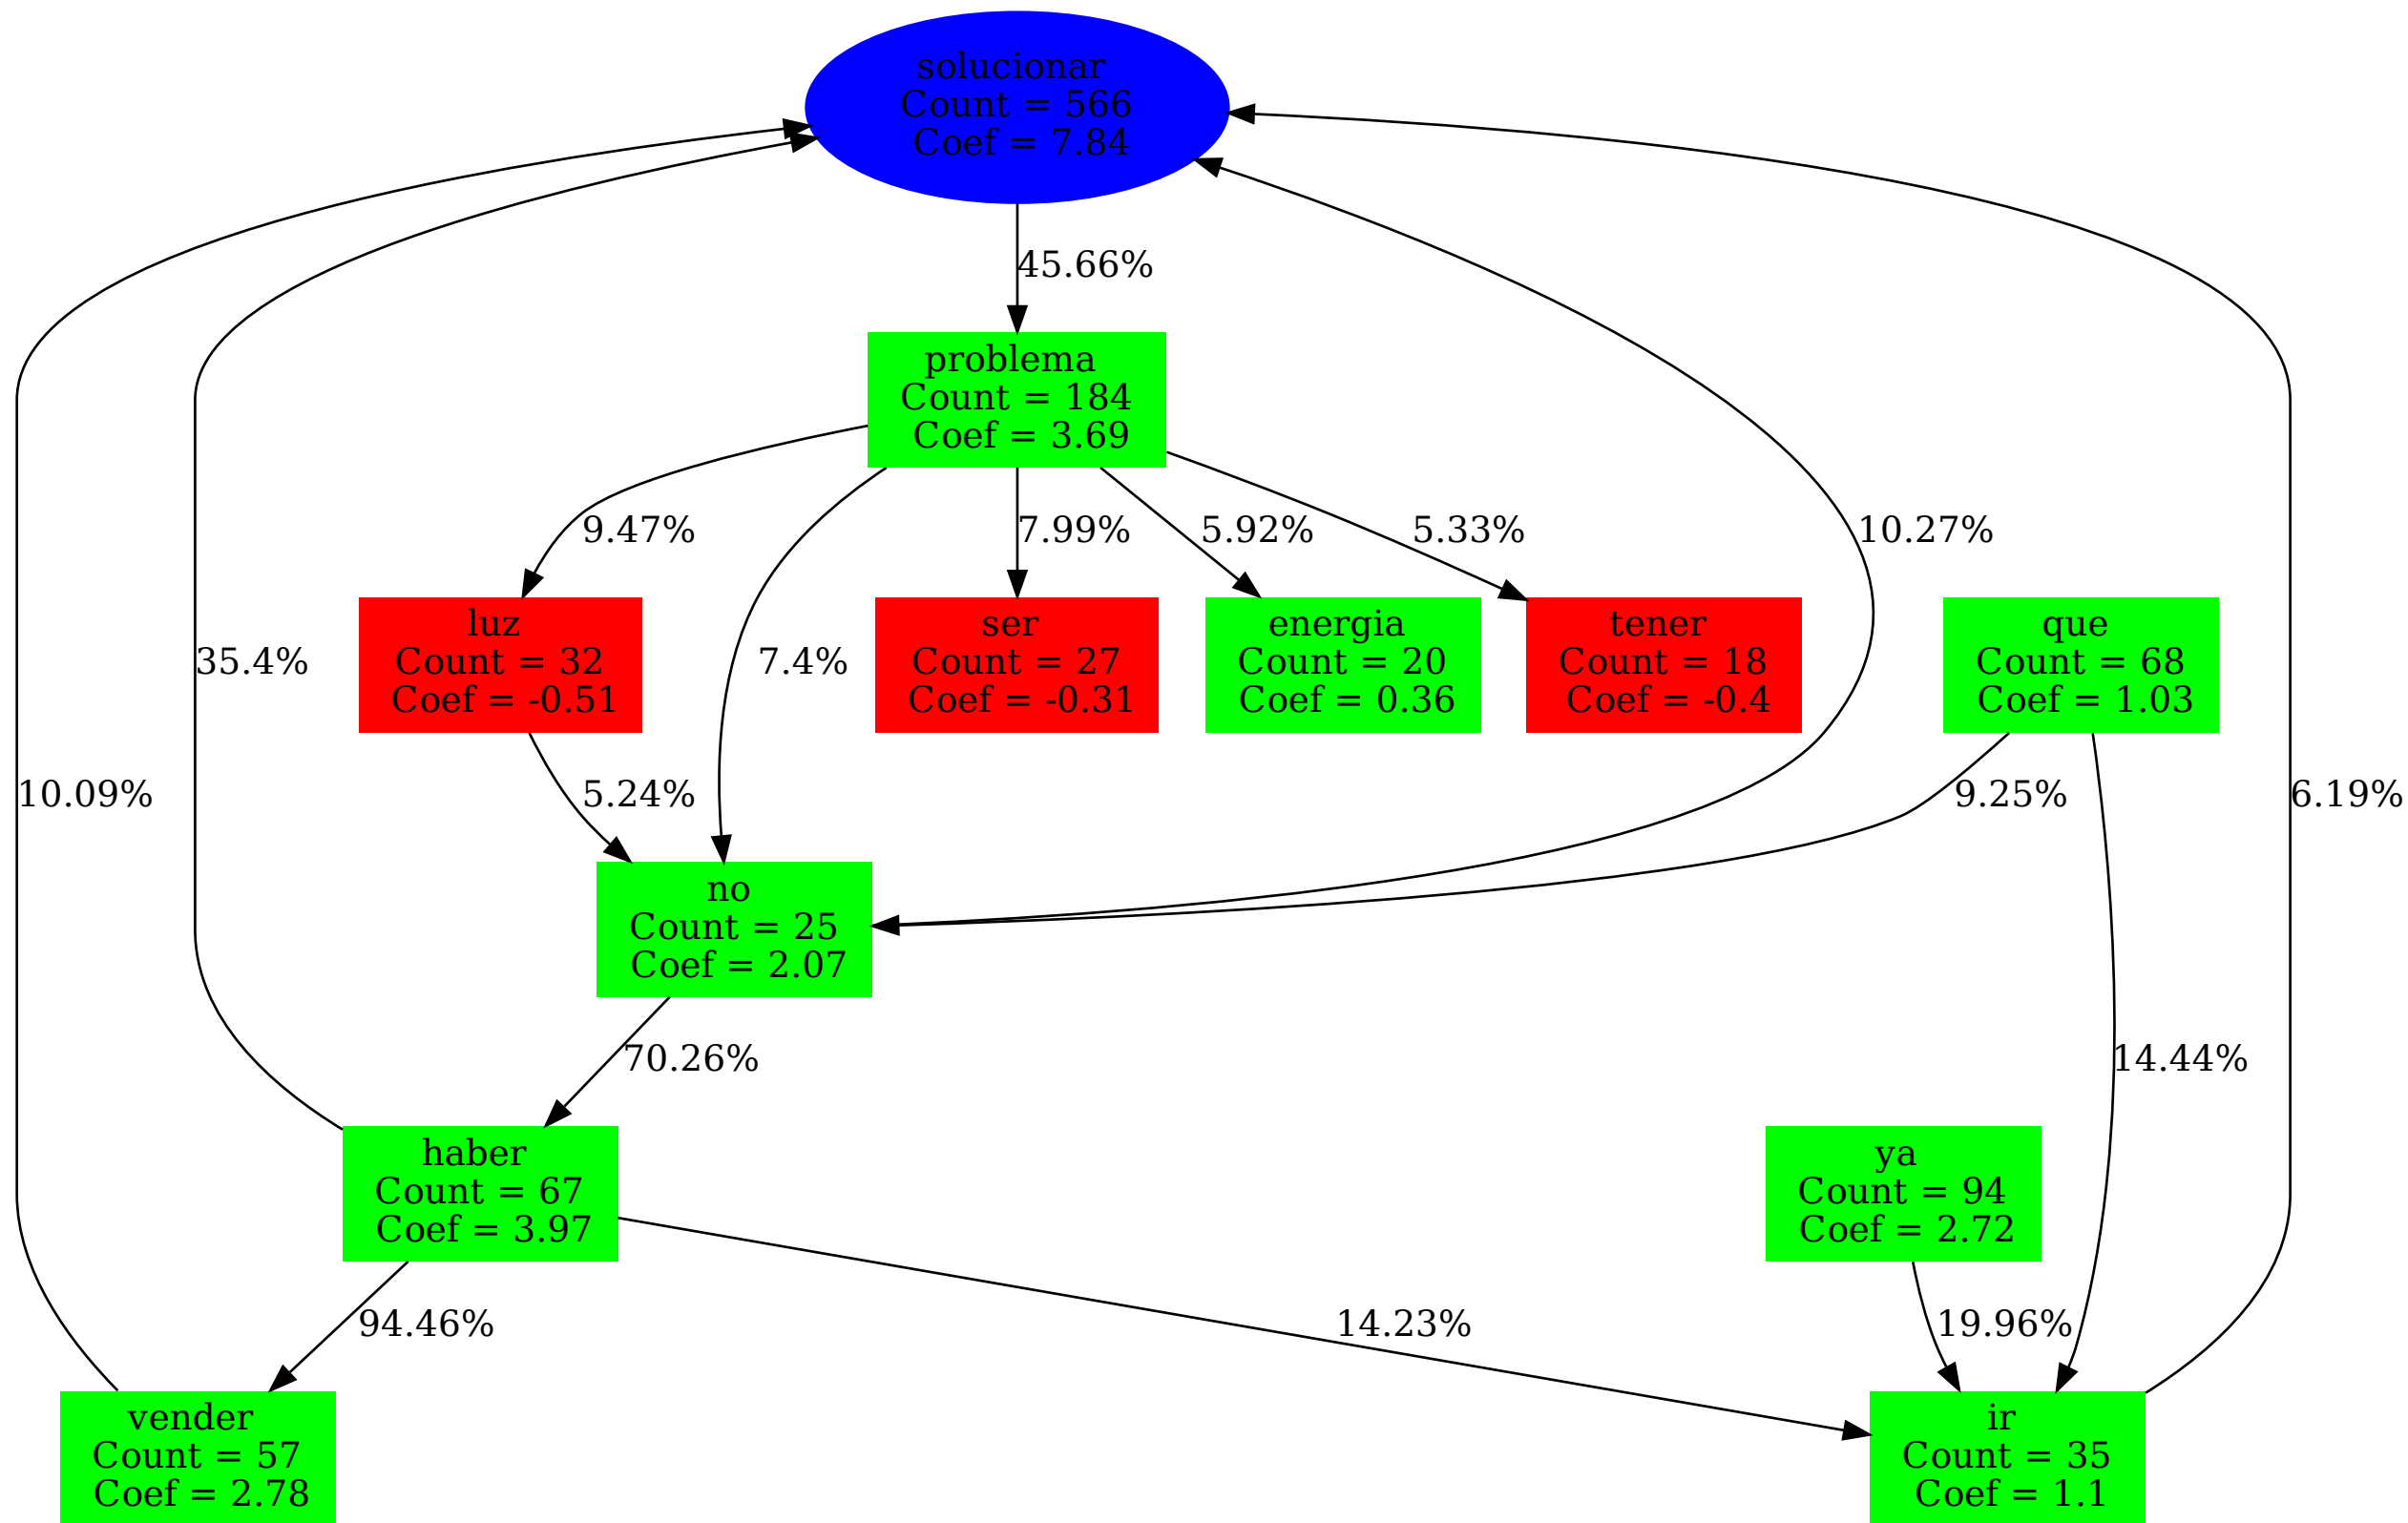 solucionar
Count = 566
Coef = 7.84
45.66%
problema
Count = 184
Coef = 3.69
9.47%
7.99%
5.92%
5.33%
10.27%
luz
Count = 32
Coef = -0.51
ser
Count = 27
Coef = -0.31
energia
Count = 20
Coef = 0.36
tener
Count = 18
Coef = -0.4
que
Count = 68
Coef = 1.03
35.4%
7.4%
10.09%
5.24%
9.25%
6.19%
no
Count = 25
Coef = 2.07
70.26%
14.44%
haber
Count = 67
Coef = 3.97
ya
Count = 94
Coef = 2.72
94.46%
14.23%
19.96%
vender
Count = 57
Coef = 2.78
ir
Count = 35
Coef = 1.1